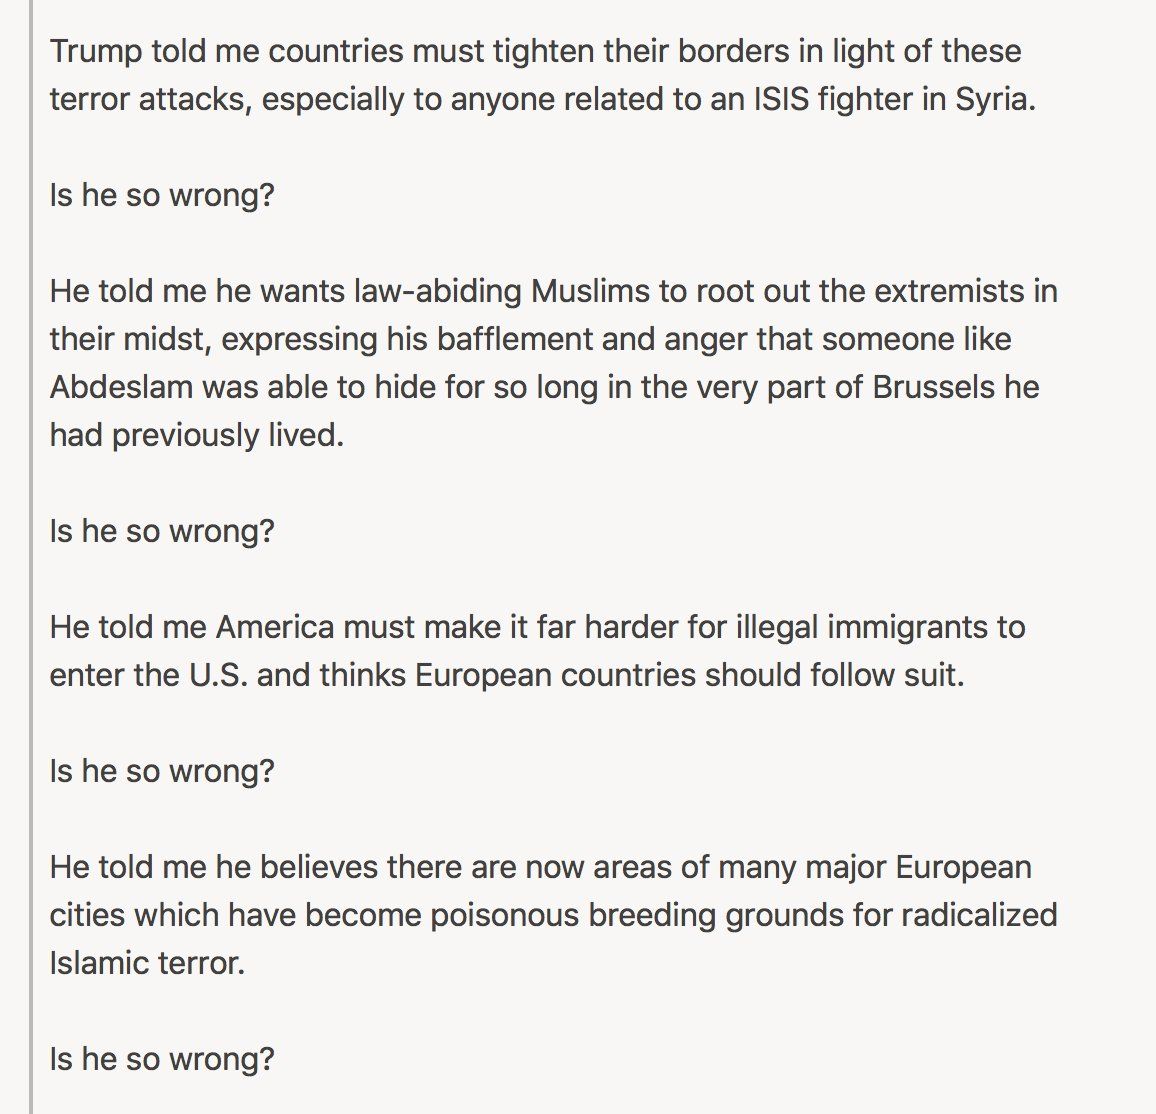 Trump told me countries must tighten their borders in light of these
terror attacks, especially to anyone related to an ISIS fighter in Syria.
Is he so wrong?
He told me he wants law-abiding Muslims to root out the extremists in
their midst, expressing his bafflement and anger that someone like
Abdeslam was able to hide for so long in the very part of Brussels he
had previously lived.
Is he so wrong?
He told me America must make it far harder for illegal immigrants to
enter the U.S. and thinks European countries should follow suit.
Is he so wrong?
He told me he believes there are now areas of many major European
cities which have become poisonous breeding grounds for radicalized
Islamic terror.
Is he so wrong?